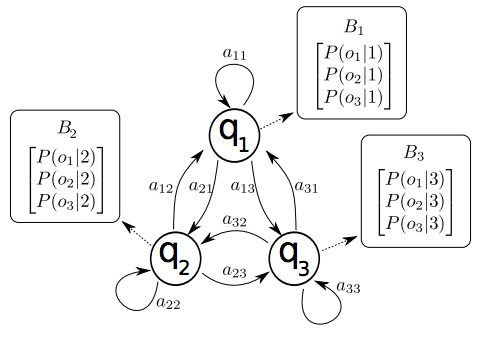 B₁
P(o₁|1)
P(o₂|1)
P(o₃|1)
a₁₁
q₁
B₂
P(o₁|2)
P(o₂|2)
P(o₃|2)
B₃
P(o₁|3)
P(o₂|3)
P(o₃|3)
a₁₂ a₂₁ a₁₃ a₃₁
a₃₂
q₂ q₃
a₂₃
a₂₂ a₃₃